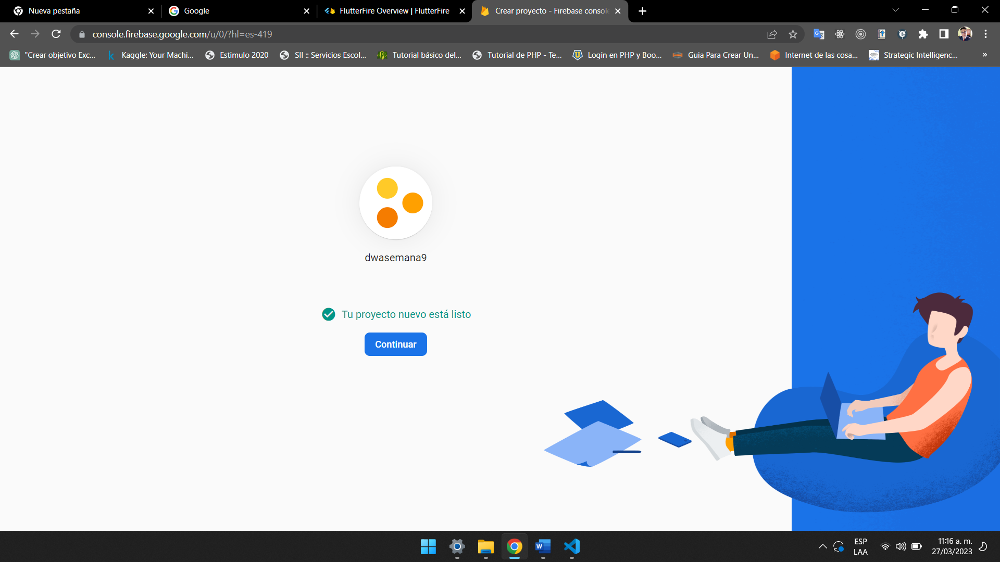 Nueva pestaña
Google
FlutterFire Overview | FlutterFire
Crear proyecto - Firebase console
console.firebase.google.com/u/0/?hl=es-419
"Crear objetivo Exc...
Kaggle: Your Machi...
Estimulo 2020
SII :: Servicios Escol...
Tutorial básico del...
Tutorial de PHP - Te...
Login en PHP y Boo...
Guia Para Crear Un...
Internet de las cosa...
Strategic Intelligenc...
»
dwasemana9
Tu proyecto nuevo está listo
Continuar
ESP
LAA
11:16 a. m.
27/03/2023